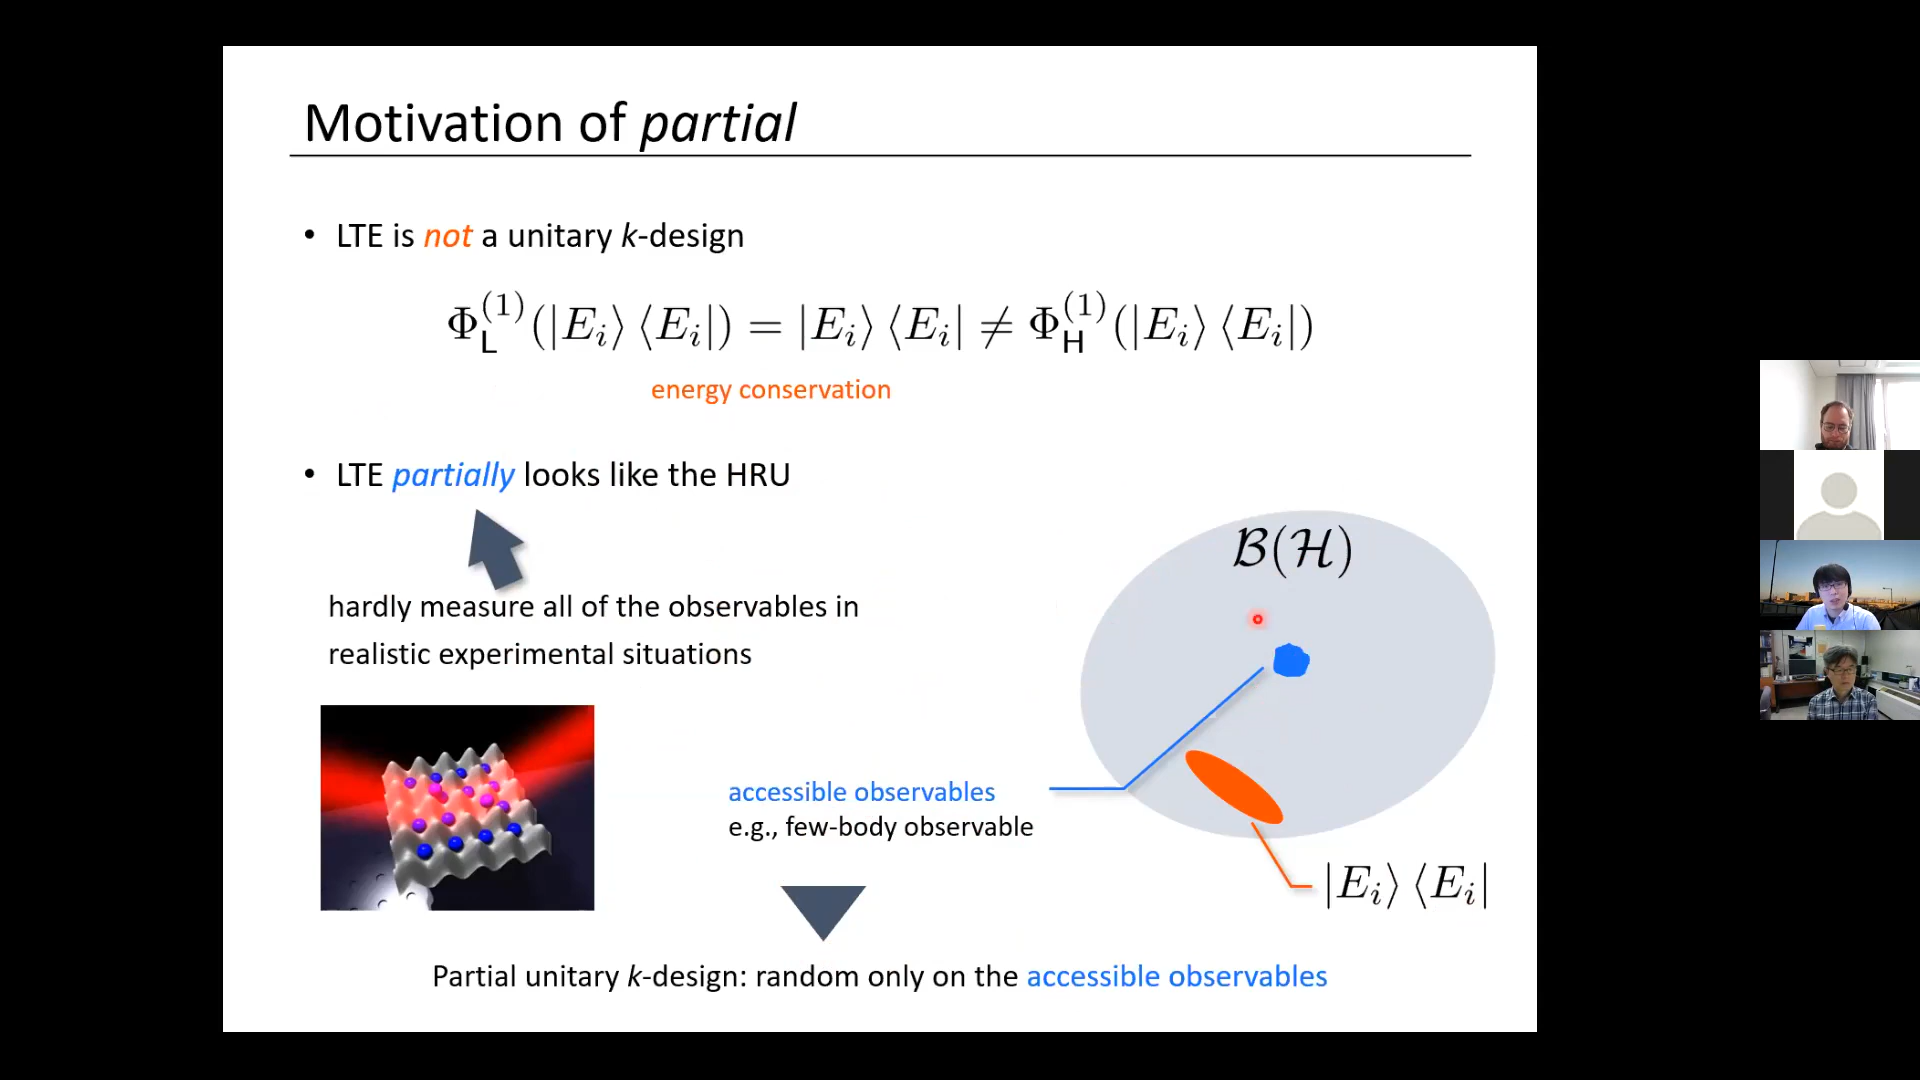 Motivation of partial
• LTE is not a unitary k-design
Φ_L^(1)(|E_i⟩⟨E_i|) = |E_i⟩⟨E_i| ≠ Φ_H^(1)(|E_i⟩⟨E_i|)
energy conservation
• LTE partially looks like the HRU
B(H)
hardly measure all of the observables in
realistic experimental situations
accessible observables
e.g., few-body observable
|E_i⟩⟨E_i|
Partial unitary k-design: random only on the accessible observables